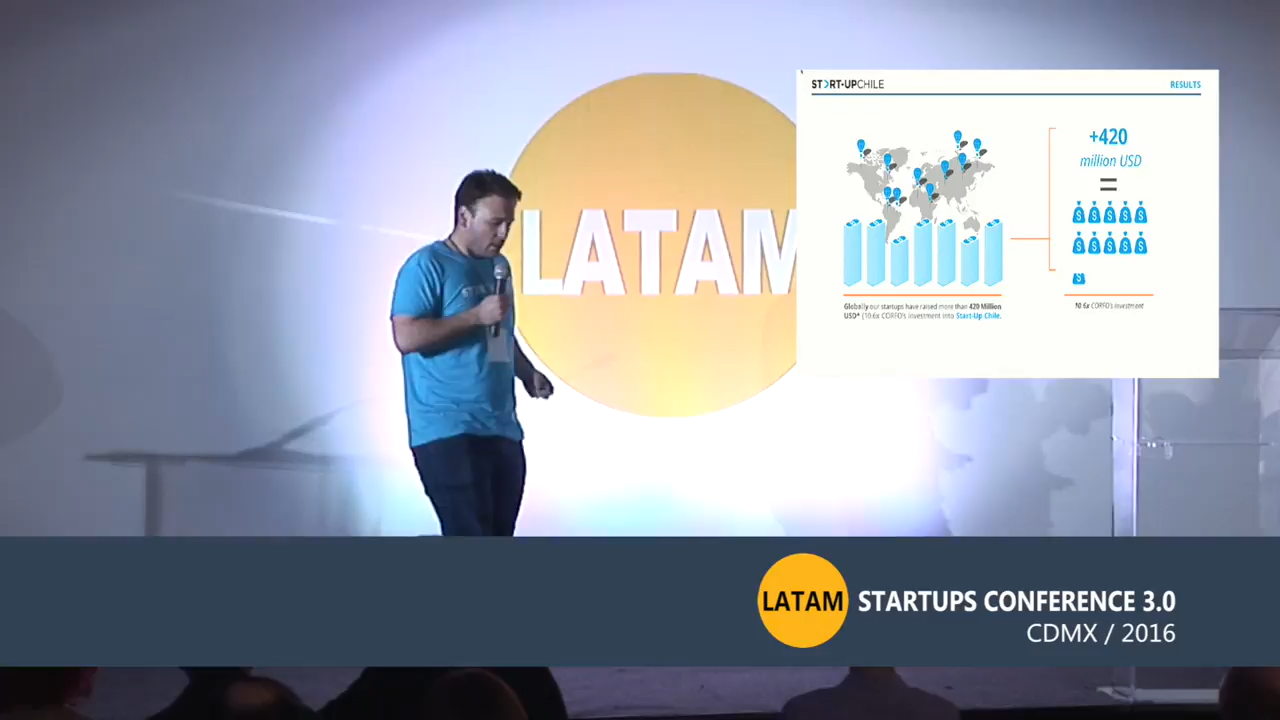 START-UPCHILE
RESULTS
+420
million USD
=
Globally our startups have raised more than 420 Million
USD* (10.6x CORFO's investment into Start-Up Chile.
10.6x CORFO's investment
LATAM
LATAM
STARTUPS CONFERENCE 3.0
CDMX / 2016